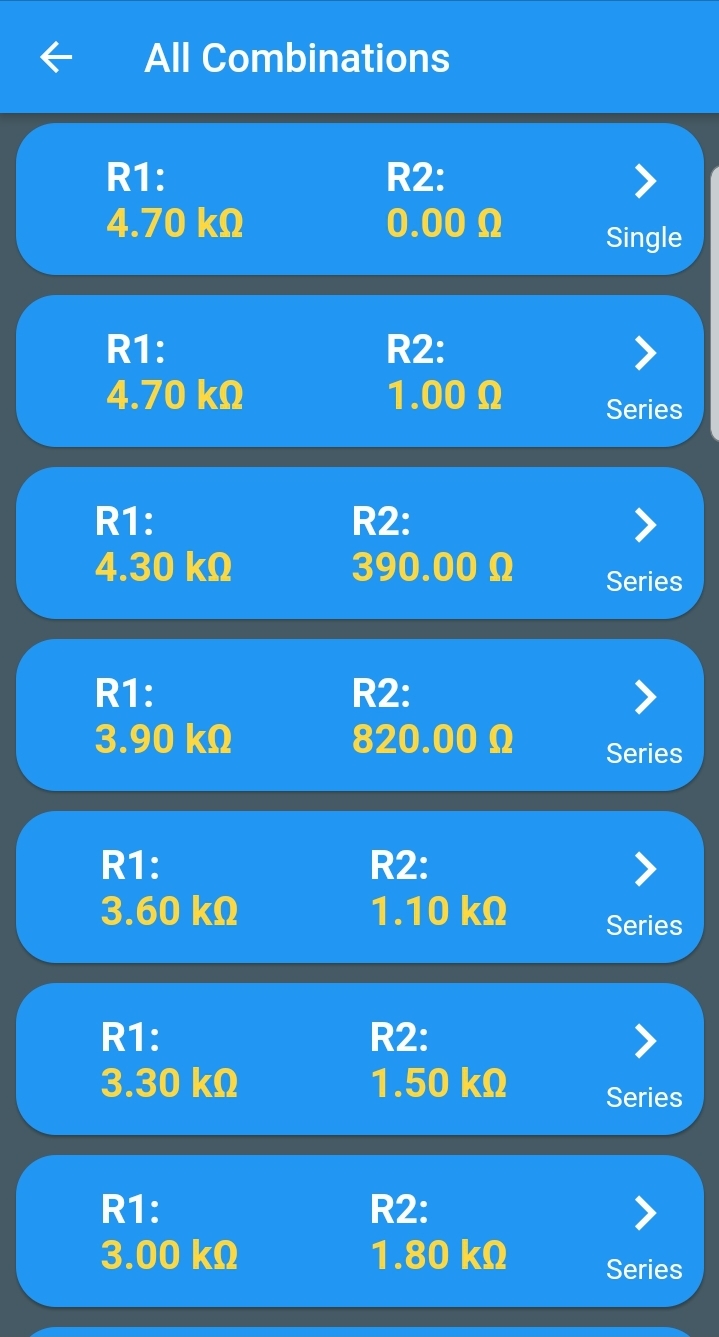 All Combinations
R1: R2:
4.70 kΩ 0.00 Ω
Single
R1: R2:
4.70 kΩ 1.00 Ω
Series
R1: R2:
4.30 kΩ 390.00 Ω
Series
R1: R2:
3.90 kΩ 820.00 Ω
Series
R1: R2:
3.60 kΩ 1.10 kΩ
Series
R1: R2:
3.30 kΩ 1.50 kΩ
Series
R1: R2:
3.00 kΩ 1.80 kΩ
Series